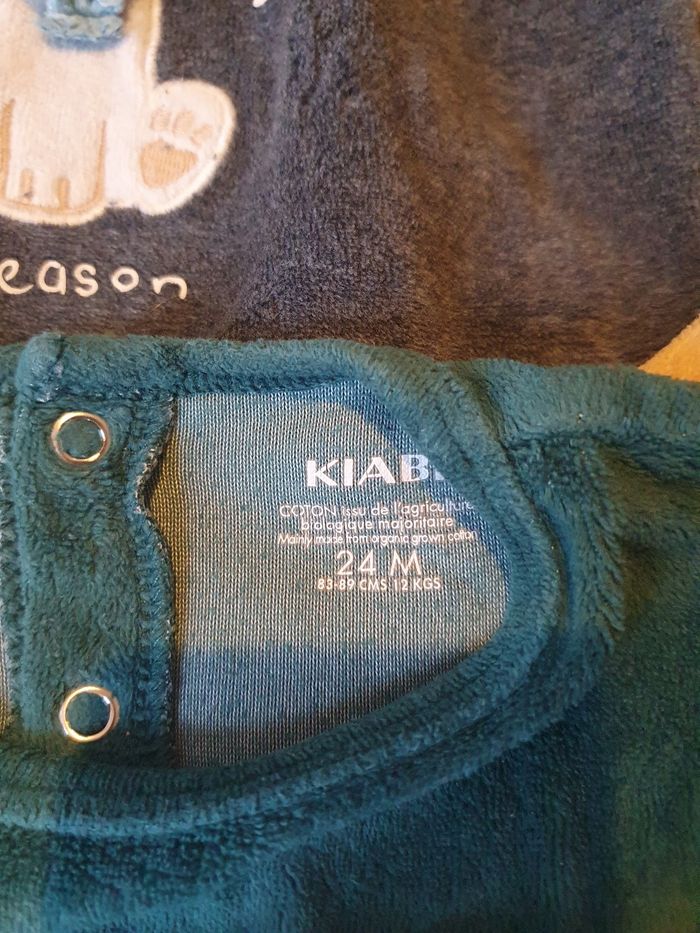 eason
KIAB
COTON issu de l'agriculture
biologique majoritaire
Mainly made from organic grown cotton
24 M
83-89 CMS 12 KGS